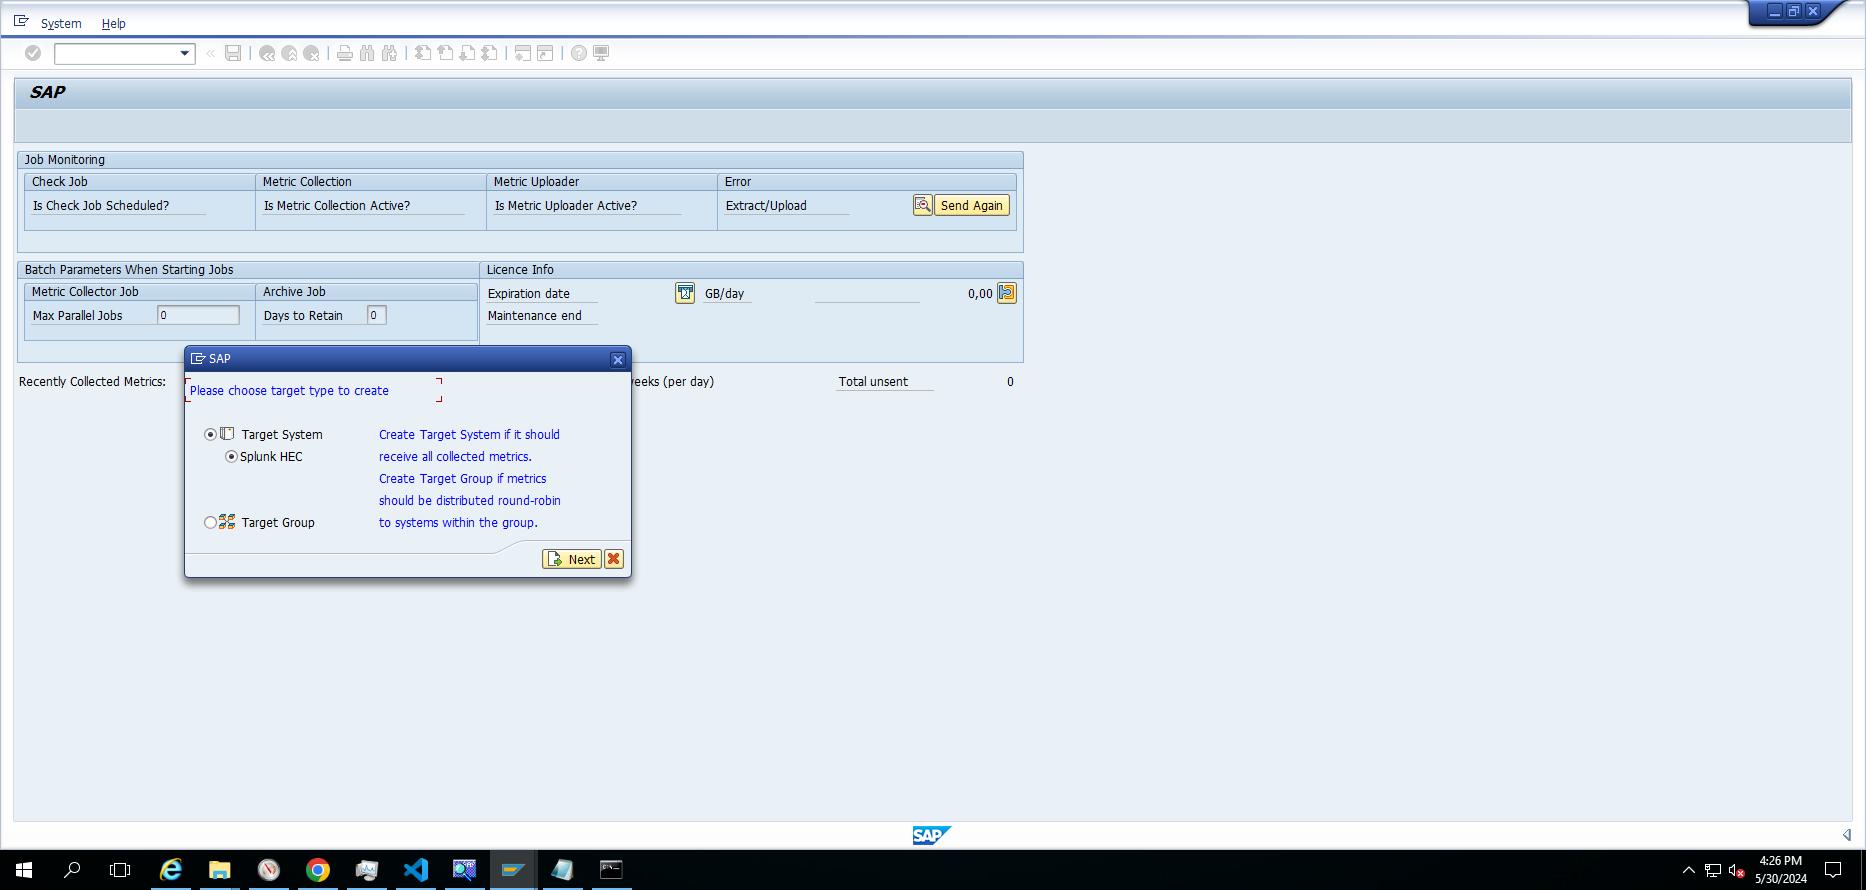 System Help
SAP
Job Monitoring
Check Job Metric Collection Metric Uploader Error
Is Check Job Scheduled? Is Metric Collection Active? Is Metric Uploader Active? Extract/Upload Send Again
Batch Parameters When Starting Jobs Licence Info
Metric Collector Job Archive Job Expiration date GB/day 0,00
Max Parallel Jobs 0 Days to Retain 0 Maintenance end
Recently Collected Metrics: weeks (per day) Total unsent 0
SAP
Please choose target type to create
Target System Create Target System if it should
Splunk HEC receive all collected metrics.
Create Target Group if metrics
should be distributed round-robin
Target Group to systems within the group.
Next
SAP
4:26 PM
5/30/2024